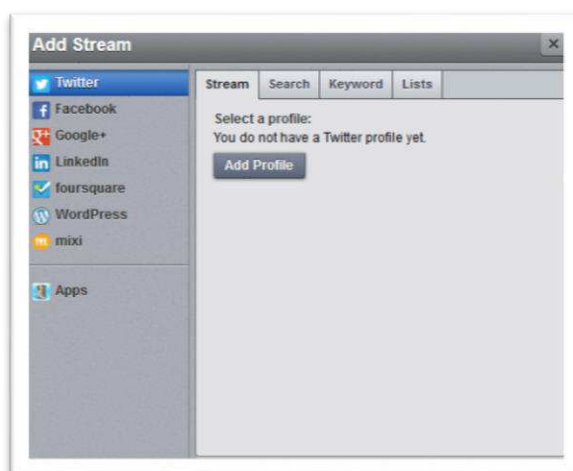 Add Stream
Twitter
Facebook
Google+
LinkedIn
foursquare
WordPress
mixi
Apps
Stream Search Keyword Lists
Select a profile:
You do not have a Twitter profile yet.
Add Profile